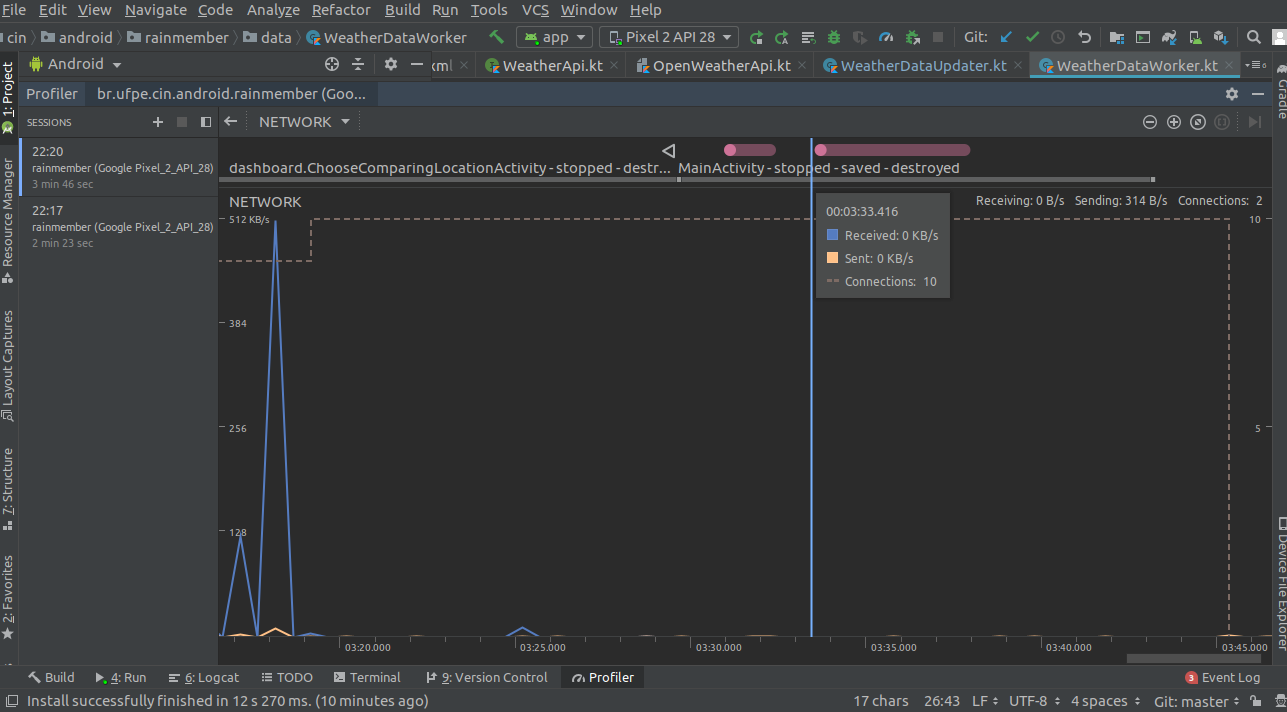 File Edit View Navigate Code Analyze Refactor Build Run Tools VCS Window Help
cin android rainmember data WeatherDataWorker app Pixel 2 API 28 Git:
Android xml WeatherApi.kt OpenWeatherApi.kt WeatherDataUpdater.kt WeatherDataWorker.kt
Profiler br.ufpe.cin.android.rainmember (Goo...
SESSIONS NETWORK
22:20
rainmember (Google Pixel_2_API_28)
3 min 46 sec
22:17
rainmember (Google Pixel_2_API_28)
2 min 23 sec
dashboard.ChooseComparingLocationActivity - stopped - destr... MainActivity - stopped - saved - destroyed
NETWORK Receiving: 0 B/s Sending: 314 B/s Connections: 2
512 KB/s 10
00:03:33.416
Received: 0 KB/s
Sent: 0 KB/s
Connections: 10
384
256 5
128
03:20.000 03:25.000 03:30.000 03:35.000 03:40.000 03:45.000
1: Project
Resource Manager
Layout Captures
7: Structure
2: Favorites
Gradle
Device File Explorer
Build 4: Run 6: Logcat TODO Terminal 9: Version Control Profiler 3 Event Log
Install successfully finished in 12 s 270 ms. (10 minutes ago) 17 chars 26:43 LF UTF-8 4 spaces Git: master